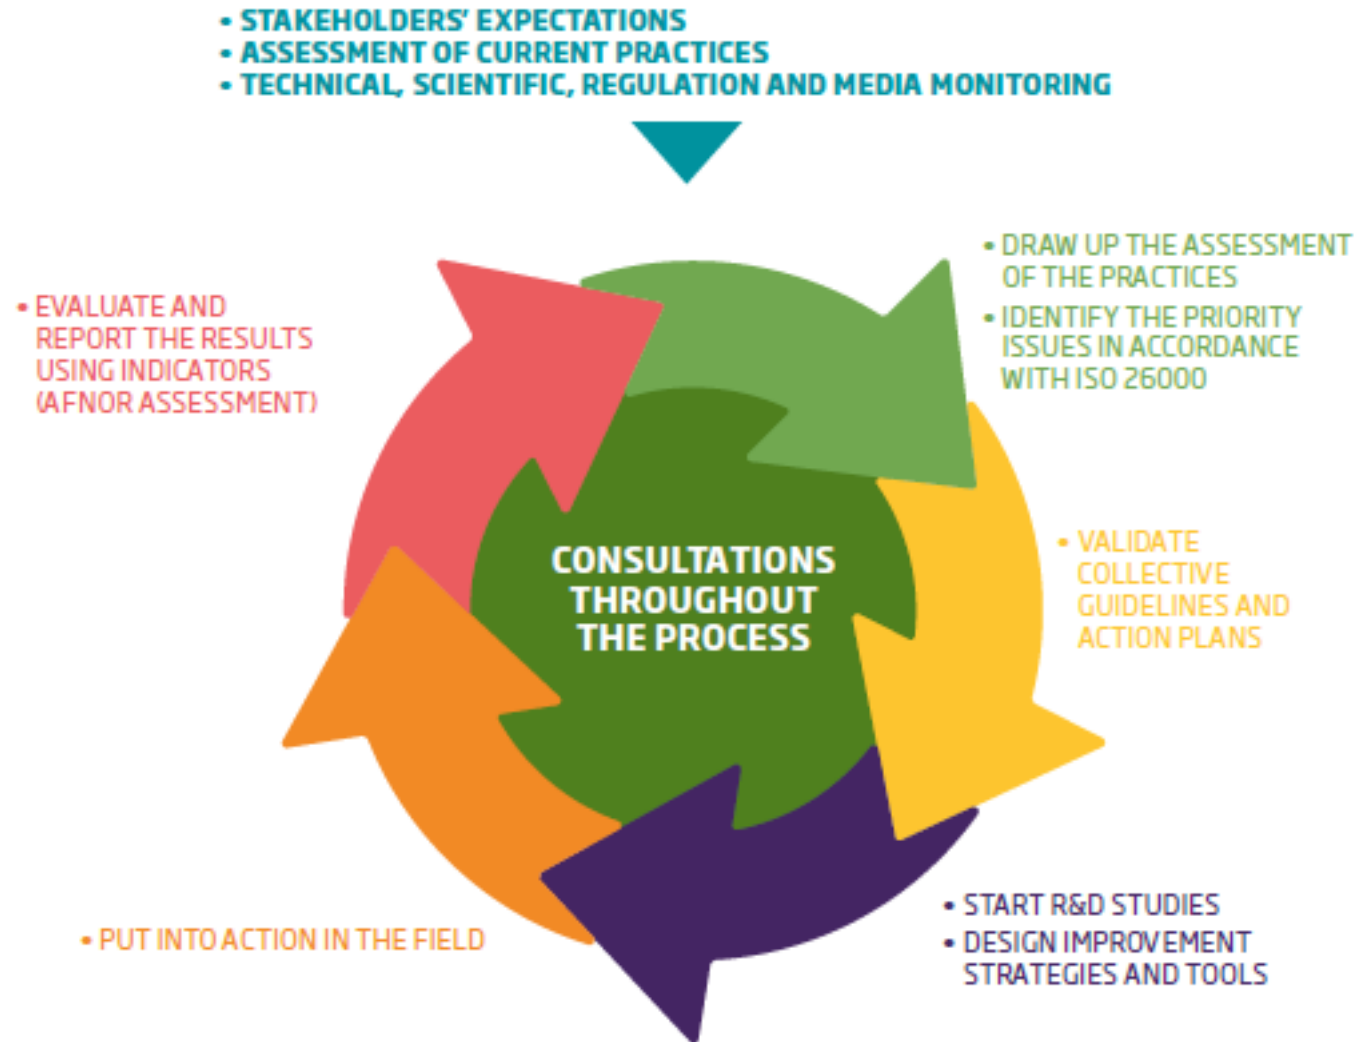 • STAKEHOLDERS' EXPECTATIONS
• ASSESSMENT OF CURRENT PRACTICES
• TECHNICAL, SCIENTIFIC, REGULATION AND MEDIA MONITORING
• DRAW UP THE ASSESSMENT
OF THE PRACTICES
• IDENTIFY THE PRIORITY
ISSUES IN ACCORDANCE
WITH ISO 26000
• VALIDATE
COLLECTIVE
GUIDELINES AND
ACTION PLANS
• START R&D STUDIES
• DESIGN IMPROVEMENT
STRATEGIES AND TOOLS
• PUT INTO ACTION IN THE FIELD
• EVALUATE AND
REPORT THE RESULTS
USING INDICATORS
(AFNOR ASSESSMENT)
CONSULTATIONS
THROUGHOUT
THE PROCESS